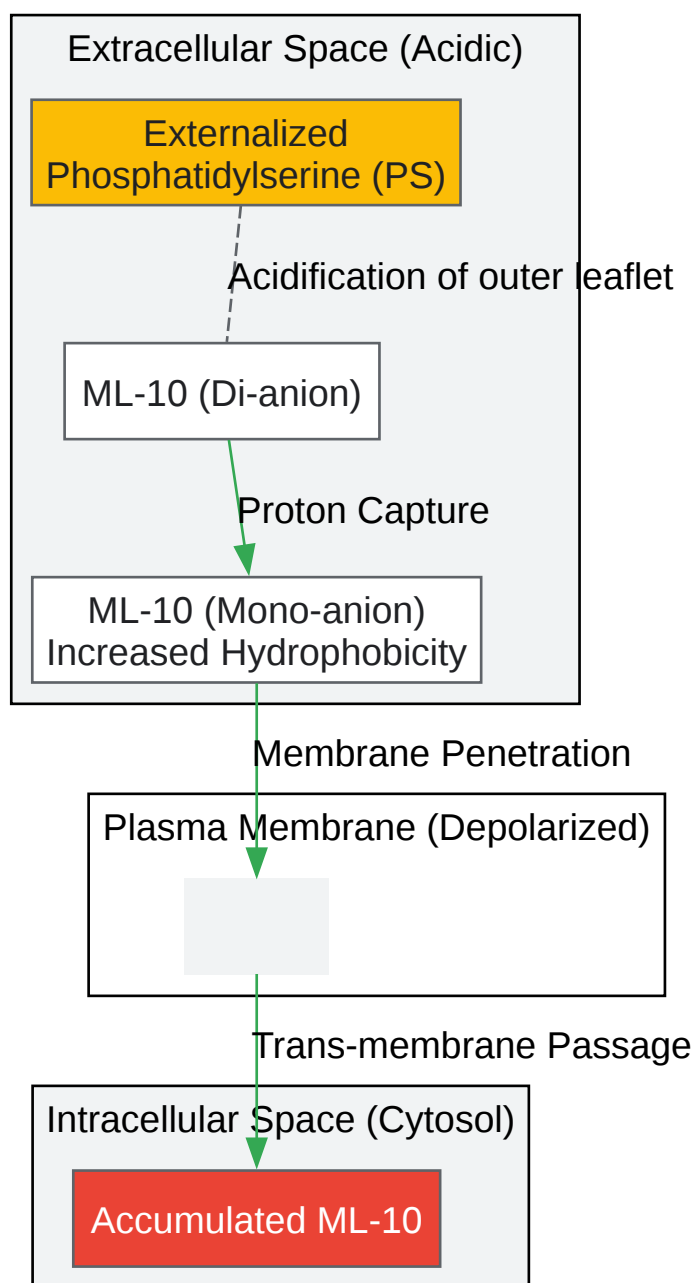 Extracellular Space (Acidic)
Externalized
Phosphatidylserine (PS)
Acidification of outer leaflet
ML-10 (Di-anion)
Proton Capture
ML-10 (Mono-anion)
Increased Hydrophobicity
Membrane Penetration
Plasma Membrane (Depolarized)
Trans-membrane Passage
Intracellular Space (Cytosol)
Accumulated ML-10